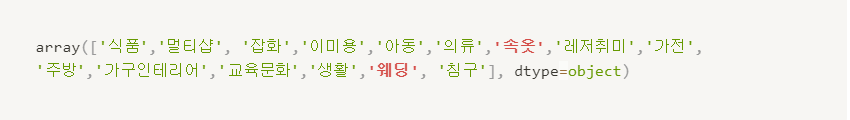 array(['식품','멀티샵', '잡화','이미용','아동','의류','속옷','레저취미','가전',
'주방','가구인테리어','교육문화','생활','웨딩', '침구'], dtype=object)